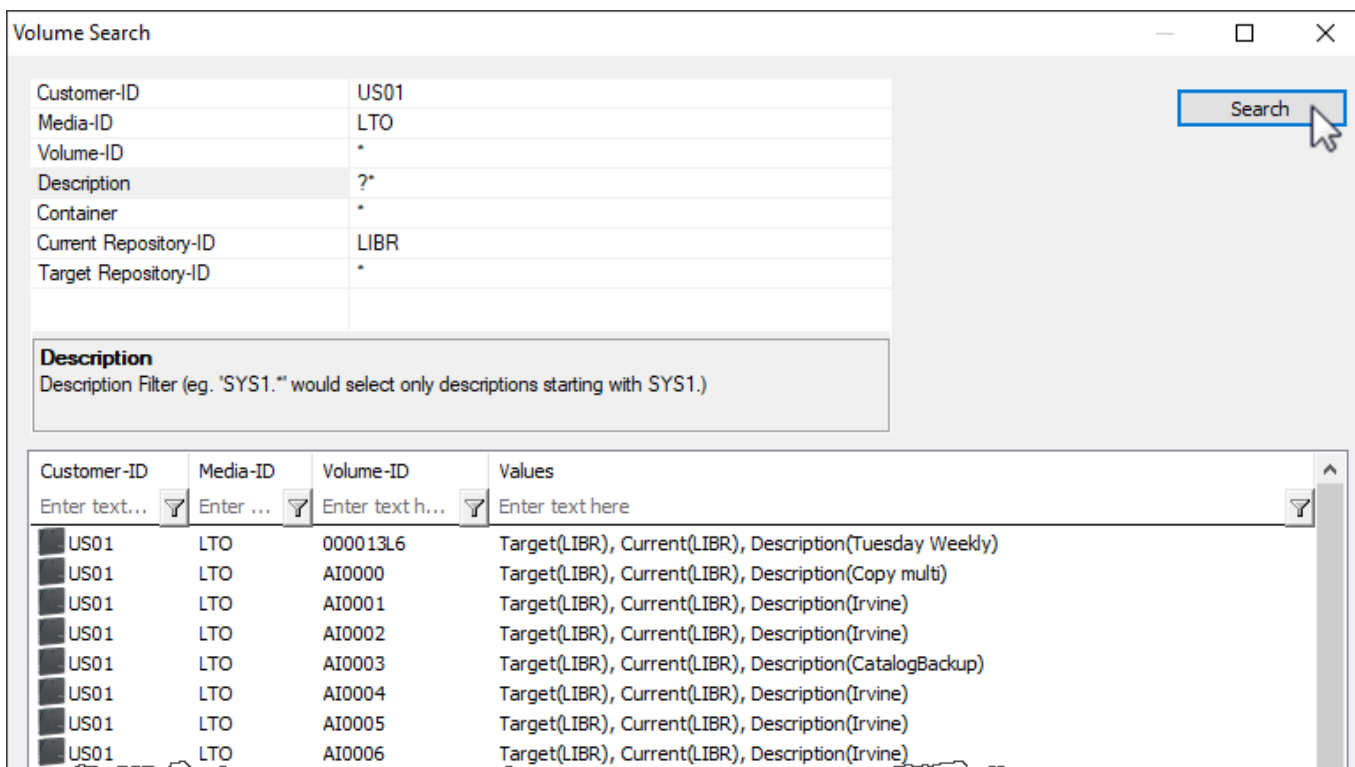 Volume Search
Customer-ID US01
Search
Media-ID LTO
Volume-ID *
Description ?*
Container *
Current Repository-ID LIBR
Target Repository-ID *
Description
Description Filter (eg. 'SYS1.*' would select only descriptions starting with SYS1.)
Customer-ID Media-ID Volume-ID Values
Enter text... Enter ... Enter text h... Enter text here
US01 LTO 000013L6 Target(LIBR), Current(LIBR), Description(Tuesday Weekly)
US01 LTO AI0000 Target(LIBR), Current(LIBR), Description(Copy multi)
US01 LTO AI0001 Target(LIBR), Current(LIBR), Description(Irvine)
US01 LTO AI0002 Target(LIBR), Current(LIBR), Description(Irvine)
US01 LTO AI0003 Target(LIBR), Current(LIBR), Description(CatalogBackup)
US01 LTO AI0004 Target(LIBR), Current(LIBR), Description(Irvine)
US01 LTO AI0005 Target(LIBR), Current(LIBR), Description(Irvine)
US01 LTO AI0006 Target(LIBR), Current(LIBR), Description(Irvine)